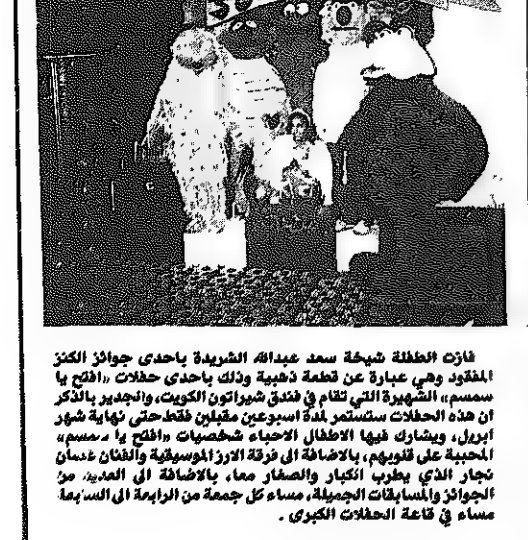 فازت الطفلة شيخة سعد عبدالله الشريدة باحدى جوائز الكنز
المفقود وهي عبارة عن قطعة ذهبية وذلك باحدى حفلات «افتح يا
سمسم» الشهيرة التي تقام في فندق شيراتون الكويت، والجدير بالذكر
ان هذه الحفلات ستستمر لمدة اسبوعين مقبلين فقط حتى نهاية شهر
ابريل، ويشارك فيها الاطفال الاحباء شخصيات «افتح يا سمسم»
المحببة على قلوبهم، بالاضافة الى فرقة الارز الموسيقية والفنان غسان
نجار الذي يطرب الكبار والصغار معا، بالاضافة الى العديد من
الجوائز والمسابقات الجميلة، مساء كل جمعة من الرابعة الى السابعة
مساء في قاعة الحفلات الكبرى .